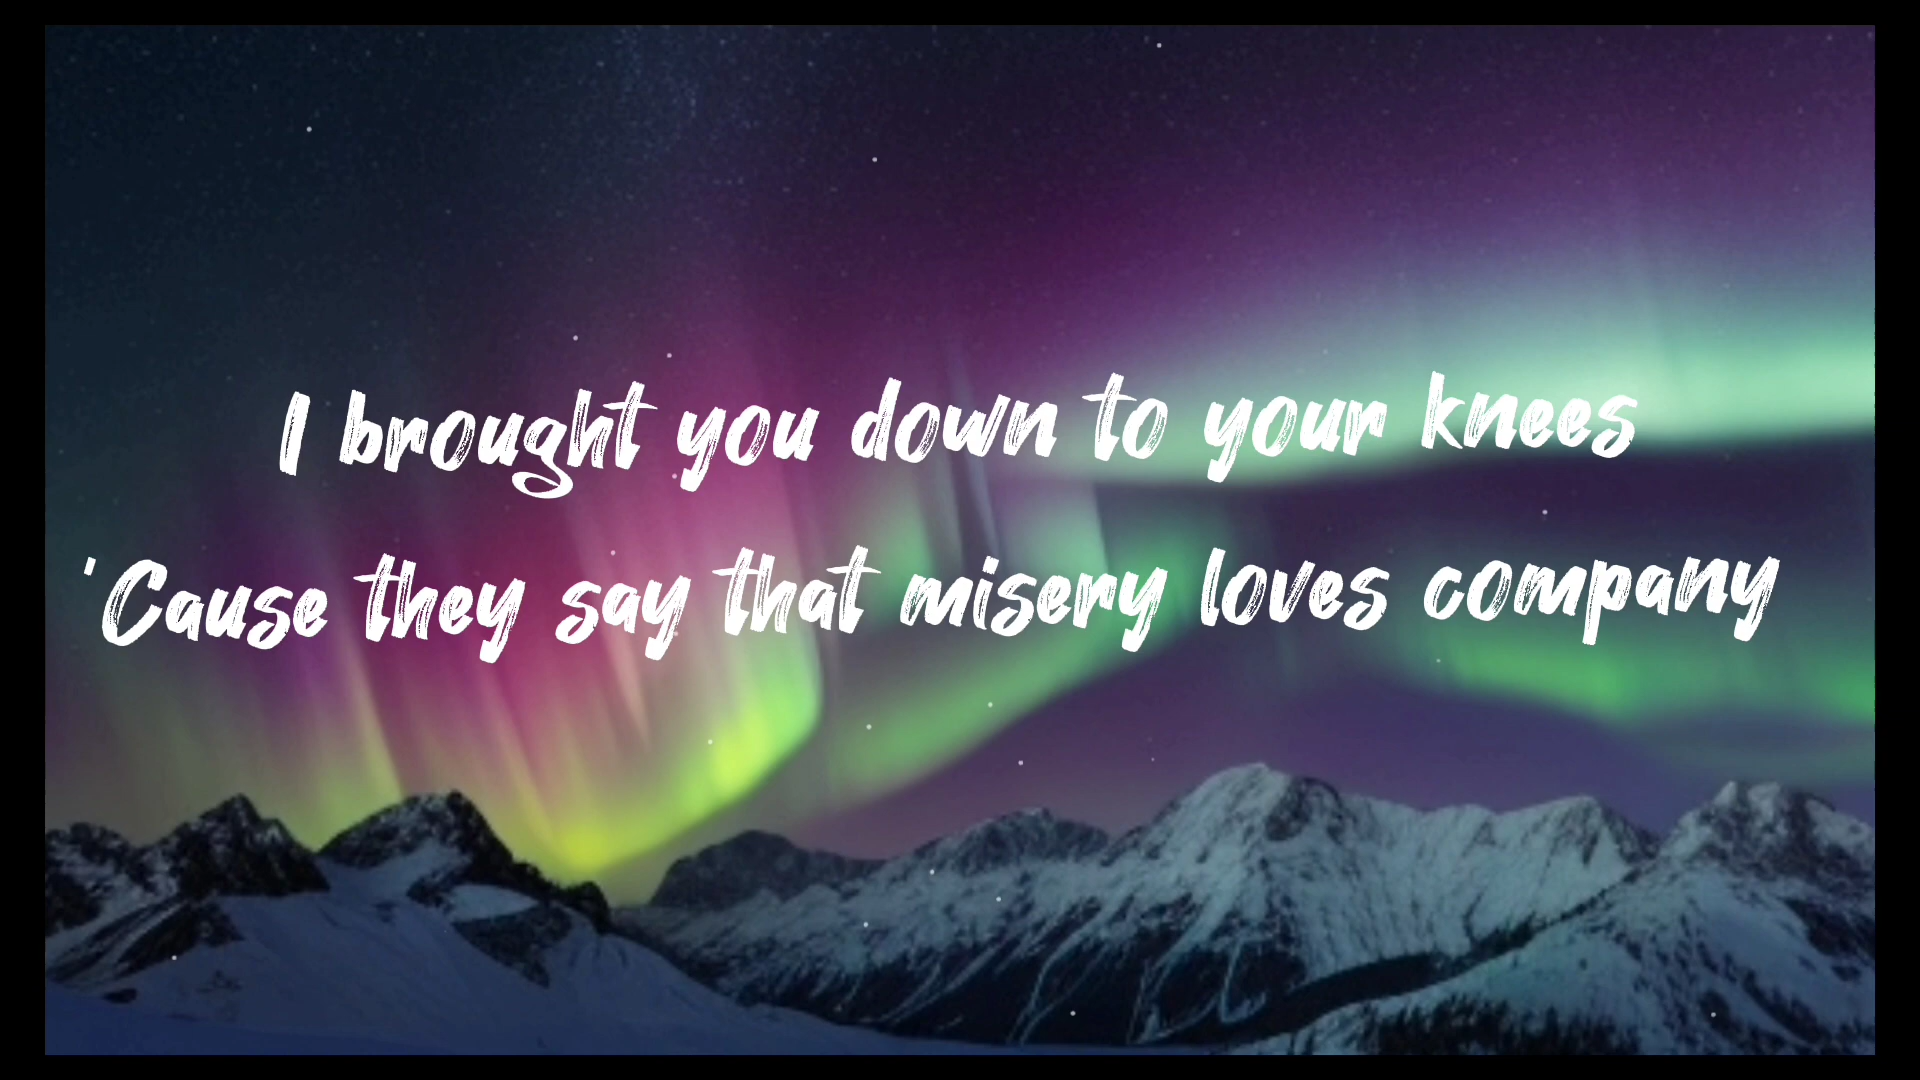 I brought you down to your knees
'Cause they say that misery loves company